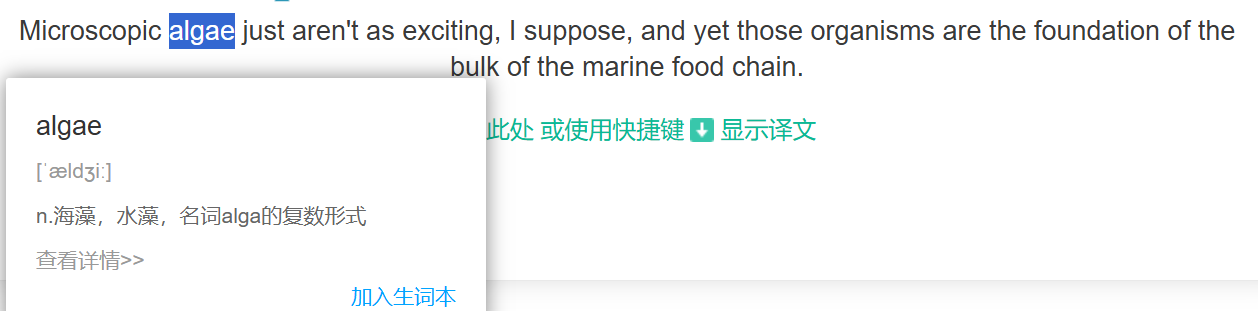 Microscopic algae just aren't as exciting, I suppose, and yet those organisms are the foundation of the
bulk of the marine food chain.
此处 或使用快捷键 显示译文
algae
[ˈældʒiː]
n.海藻，水藻，名词alga的复数形式
查看详情>>
加入生词本